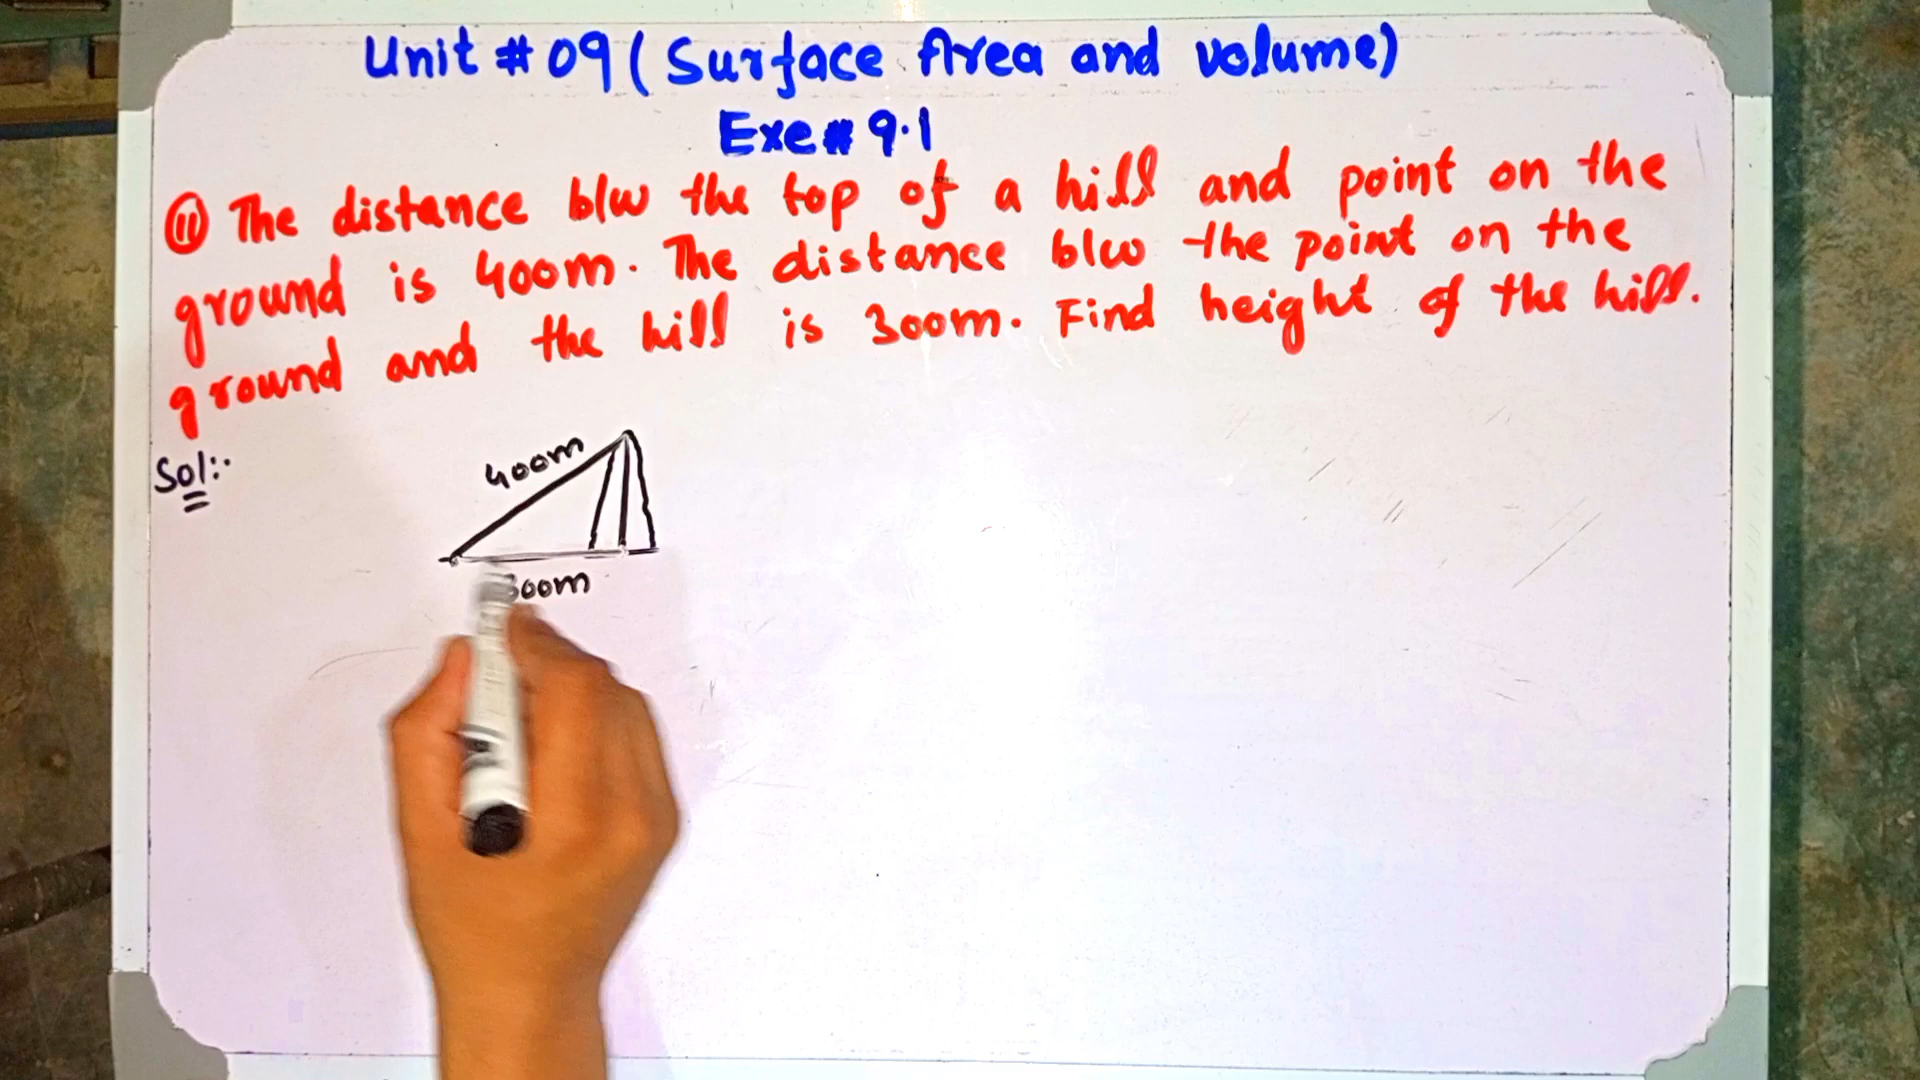 Unit # 09 (Surface Area and volume)
Exe# 9.1
⑪ The distance b/w the top of a hill and point on the
ground is 400m. The distance b/w the point on the
ground and the hill is 300m. Find height of the hill.
Sol:.
400m
300m